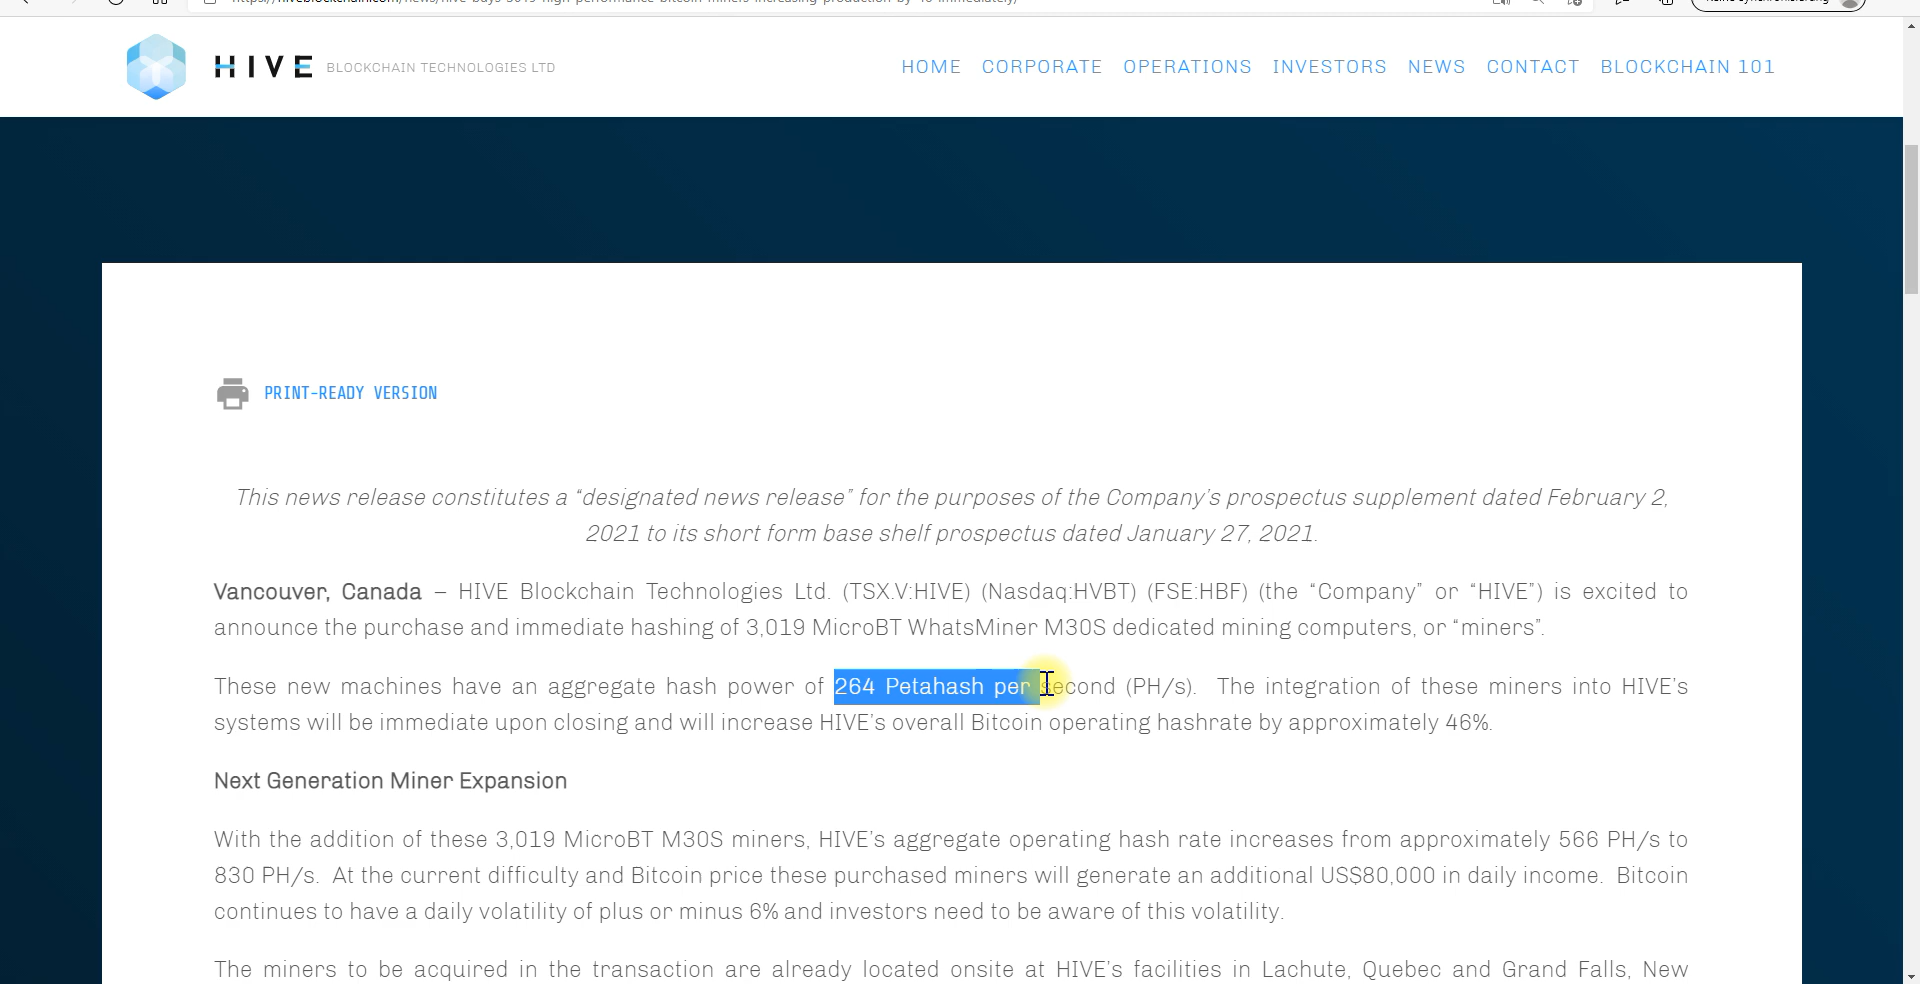 HIVE BLOCKCHAIN TECHNOLOGIES LTD
HOME CORPORATE OPERATIONS INVESTORS NEWS CONTACT BLOCKCHAIN 101
PRINT-READY VERSION
This news release constitutes a “designated news release” for the purposes of the Company’s prospectus supplement dated February 2,
2021 to its short form base shelf prospectus dated January 27, 2021.
Vancouver, Canada – HIVE Blockchain Technologies Ltd. (TSX.V:HIVE) (Nasdaq:HVBT) (FSE:HBF) (the “Company” or “HIVE”) is excited to
announce the purchase and immediate hashing of 3,019 MicroBT WhatsMiner M30S dedicated mining computers, or “miners”.
These new machines have an aggregate hash power of 264 Petahash per second (PH/s). The integration of these miners into HIVE’s
systems will be immediate upon closing and will increase HIVE’s overall Bitcoin operating hashrate by approximately 46%.
Next Generation Miner Expansion
With the addition of these 3,019 MicroBT M30S miners, HIVE’s aggregate operating hash rate increases from approximately 566 PH/s to
830 PH/s. At the current difficulty and Bitcoin price these purchased miners will generate an additional US$80,000 in daily income. Bitcoin
continues to have a daily volatility of plus or minus 6% and investors need to be aware of this volatility.
The miners to be acquired in the transaction are already located onsite at HIVE’s facilities in Lachute, Quebec and Grand Falls, New